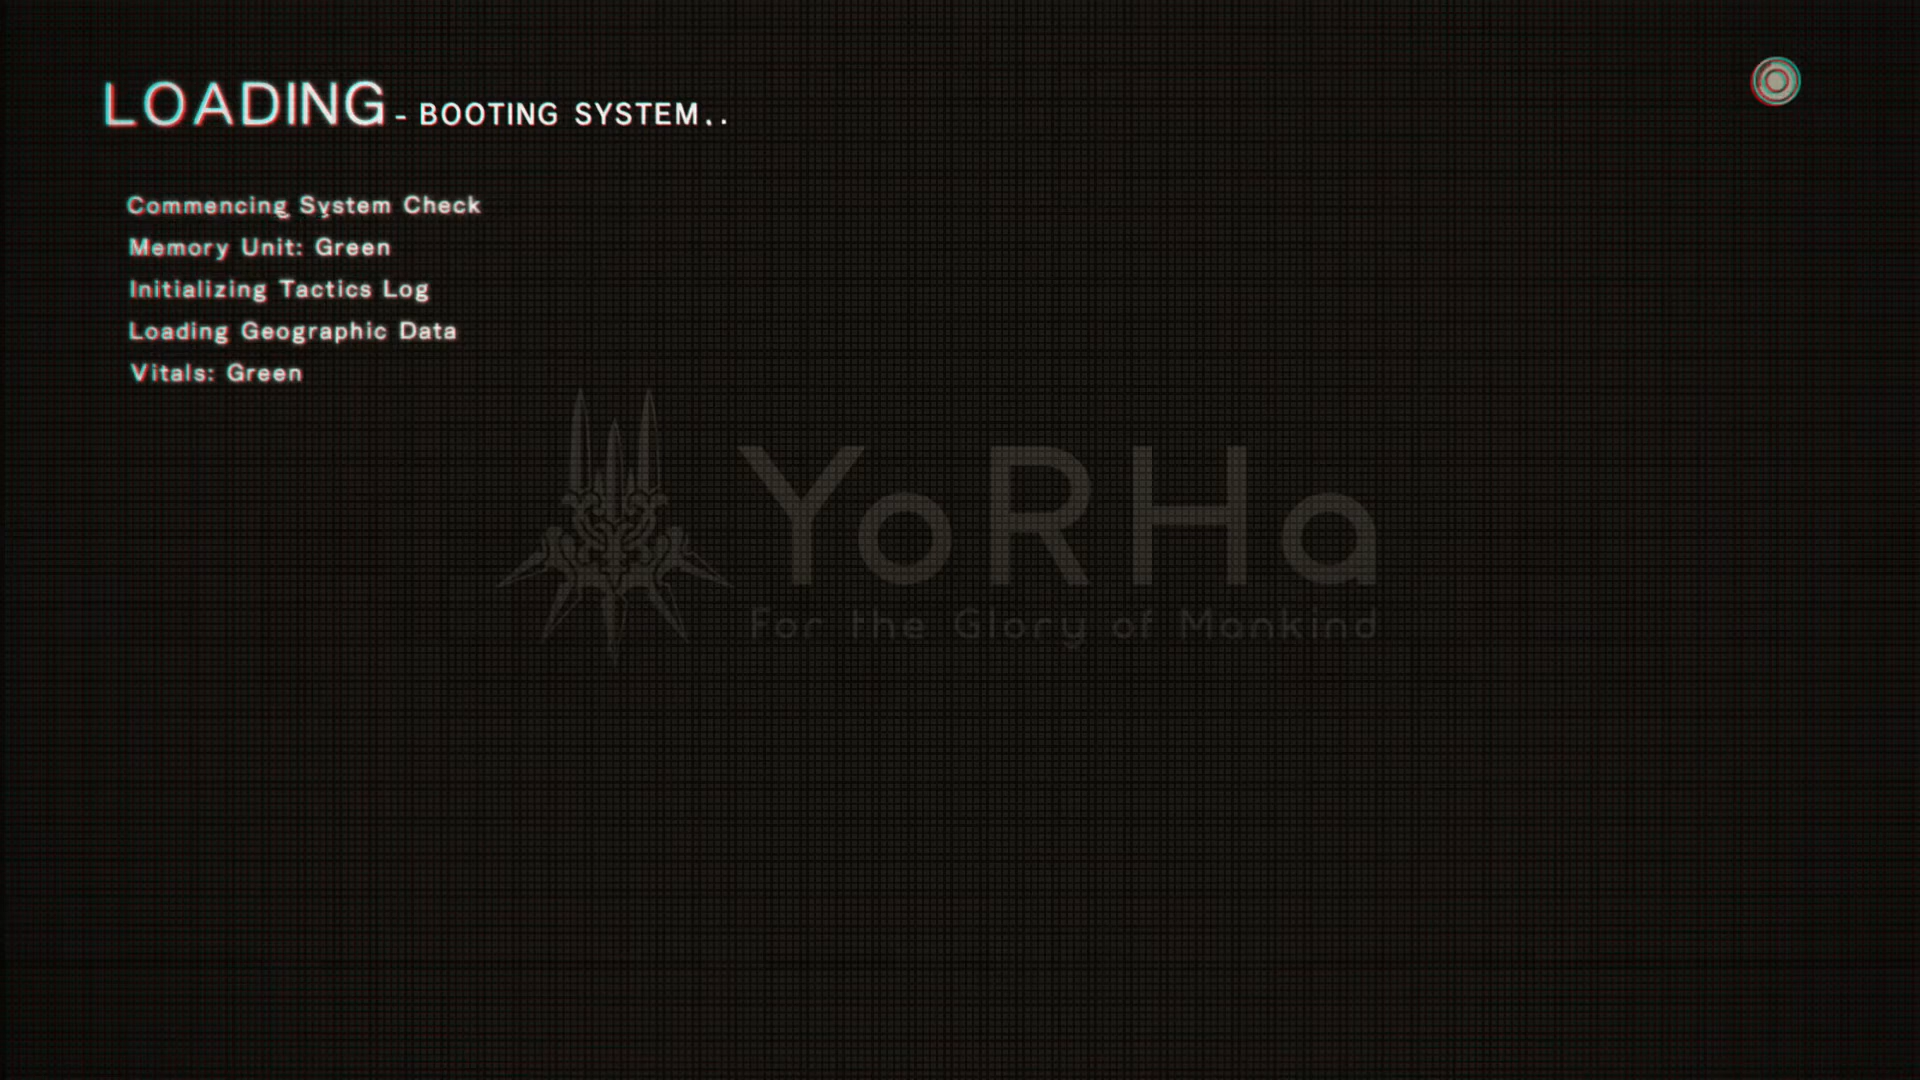 LOADING - BOOTING SYSTEM..
Commencing System Check
Memory Unit: Green
Initializing Tactics Log
Loading Geographic Data
Vitals: Green
YoRHa
For the Glory of Mankind